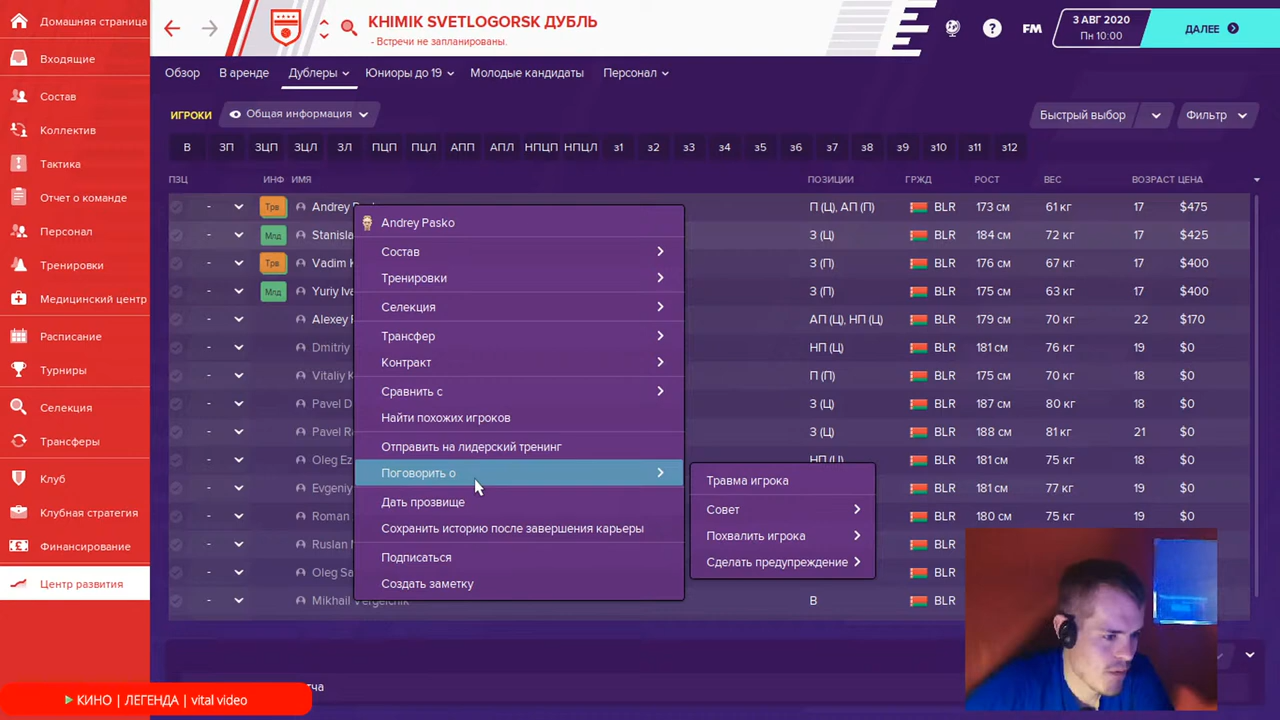 Домашняя страница
Входящие
Состав
Коллектив
Тактика
Отчет о команде
Персонал
Тренировки
Медицинский центр
Расписание
Турниры
Селекция
Трансферы
Клуб
Клубная стратегия
Финансирование
Центр развития
KHIMIK SVETLOGORSK ДУБЛЬ
- Встречи не запланированы.
? FM
3 АВГ 2020
Пн 10:00
ДАЛЕЕ
Обзор В аренде Дублеры Юниоры до 19 Молодые кандидаты Персонал
ИГРОКИ Общая информация Быстрый выбор Фильтр
В ЗП ЗЦП ЗЦЛ ЗЛ ПЦП ПЦЛ АПП АПЛ НПЦП НПЦЛ з1 з2 з3 з4 з5 з6 з7 з8 з9 з10 з11 з12
ПЗЦ ИНФ ИМЯ ПОЗИЦИИ ГРЖД РОСТ ВЕС ВОЗРАСТ ЦЕНА
- Трв Andrey П (Ц), АП (П) BLR 173 см 61 кг 17 $475
- Млд З (Ц) BLR 184 см 72 кг 17 $425
- Трв Vadim З (П) BLR 176 см 67 кг 17 $400
- Млд Yuriy З (П) BLR 175 см 63 кг 17 $400
- Alexey АП (Ц), НП (Ц) BLR 179 см 70 кг 22 $170
- Dmitriy НП (Ц) BLR 181 см 76 кг 19 $0
- Vitaliy П (П) BLR 175 см 70 кг 18 $0
- Pavel З (Ц) BLR 187 см 80 кг 18 $0
- Pavel З (Ц) BLR 188 см 81 кг 21 $0
- Oleg НП (Ц) BLR 181 см 75 кг 18 $0
- Evgeniy BLR 181 см 77 кг 19 $0
- Roman BLR 180 см 75 кг 19 $0
- Ruslan BLR
- Oleg BLR
- Mikhail Vergeichik В BLR
Andrey Pasko
Состав
Тренировки
Селекция
Трансфер
Контракт
Сравнить с
Найти похожих игроков
Отправить на лидерский тренинг
Поговорить о
Дать прозвище
Сохранить историю после завершения карьеры
Подписаться
Создать заметку
Травма игрока
Совет
Похвалить игрока
Сделать предупреждение
КИНО | ЛЕГЕНДА | vital video